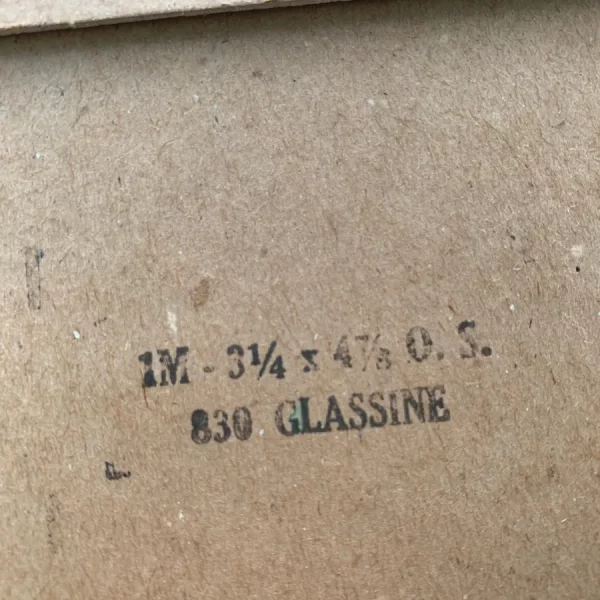 1M - 3¼ x 4⅞ O. S.
830 GLASSINE